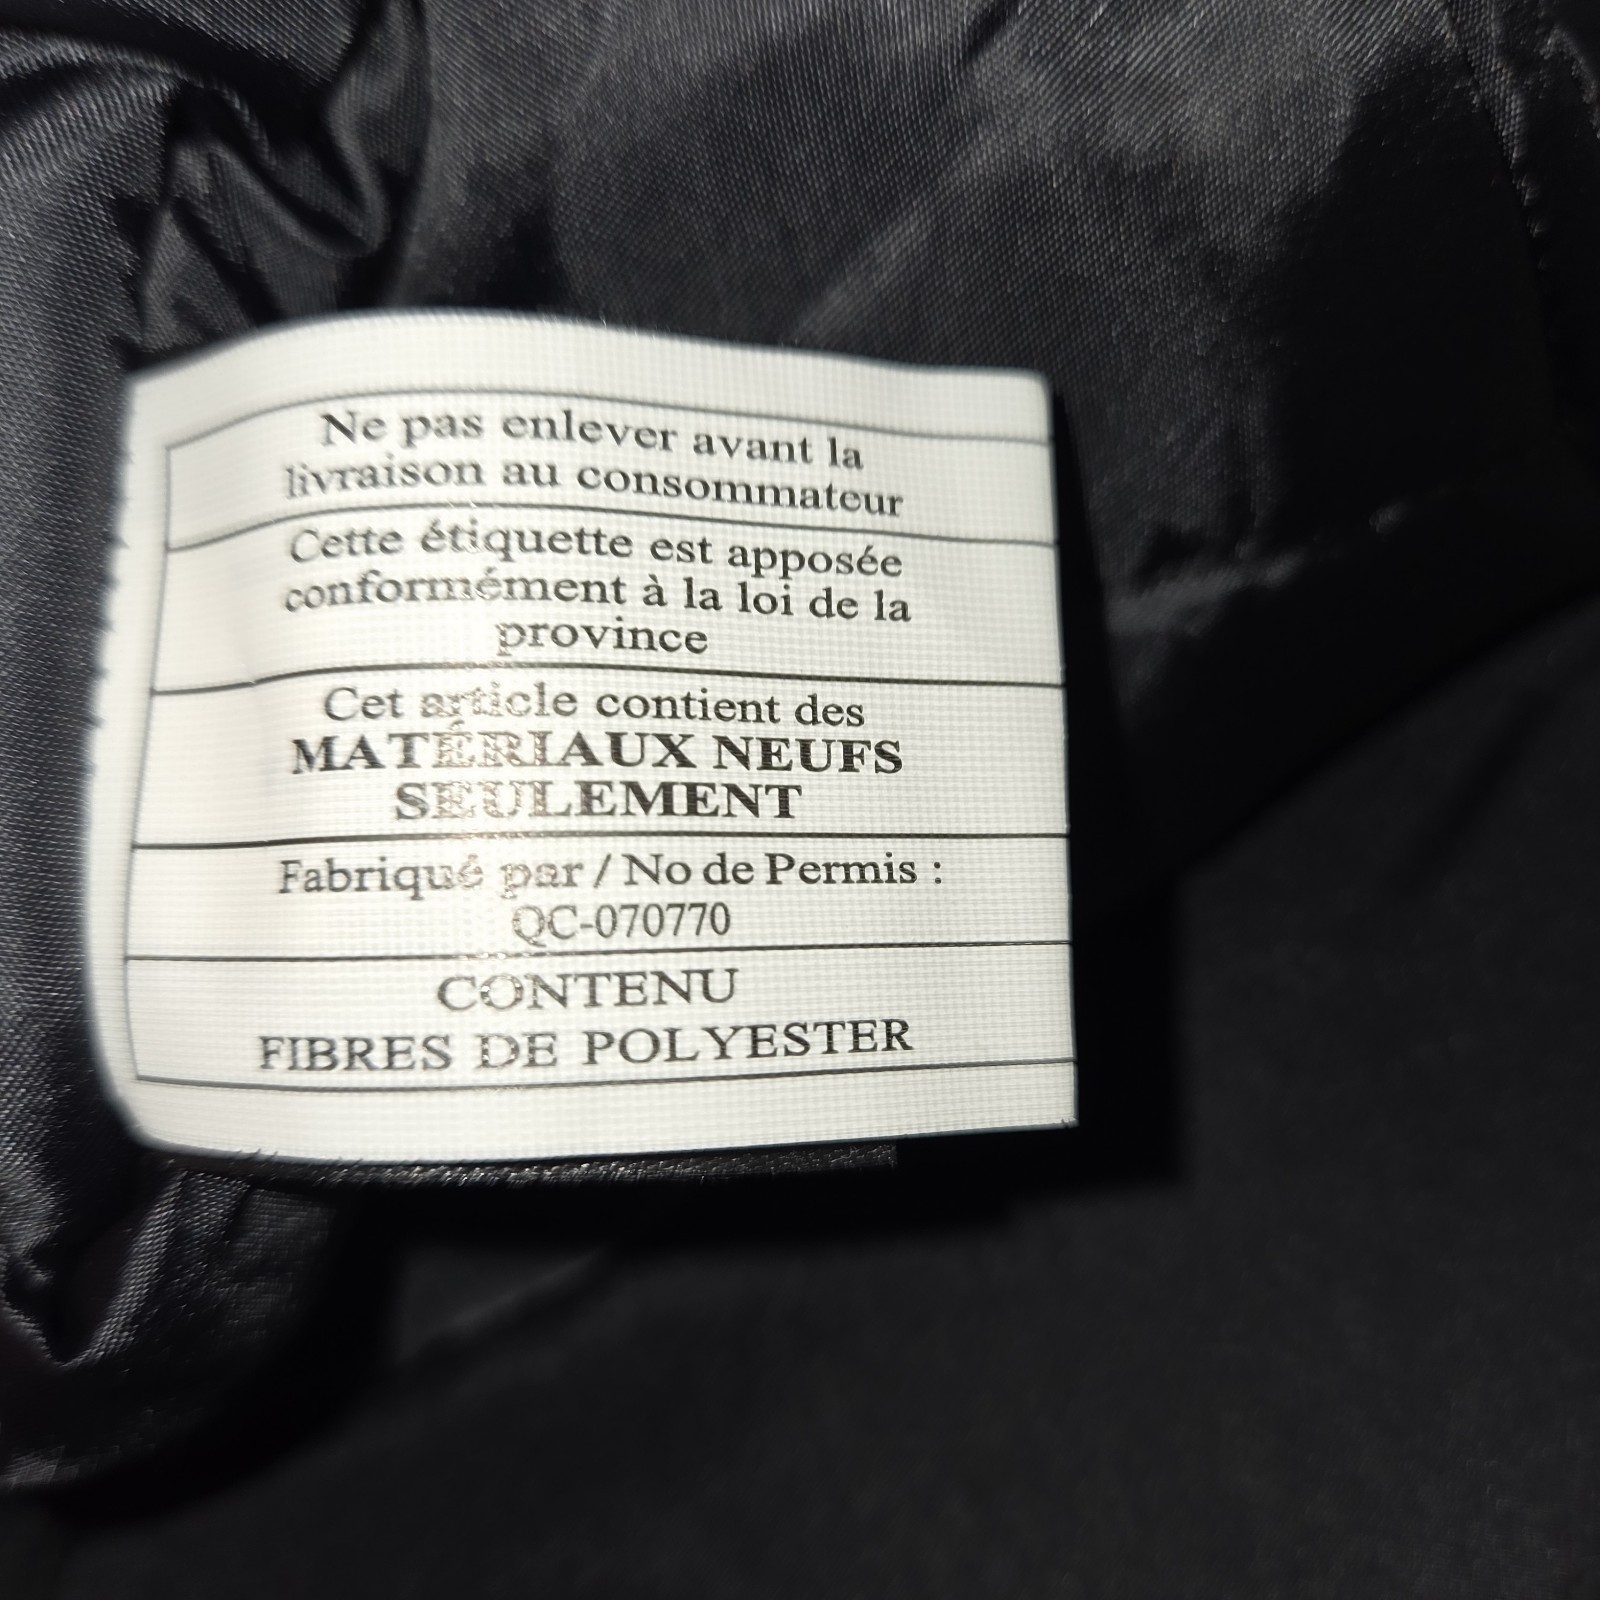 Ne pas enlever avant la
livraison au consommateur
Cette étiquette est apposée
conformément à la loi de la
province
Cet article contient des
MATÉRIAUX NEUFS
SEULEMENT
Fabriqué par / No de Permis :
QC-070770
CONTENU
FIBRES DE POLYESTER